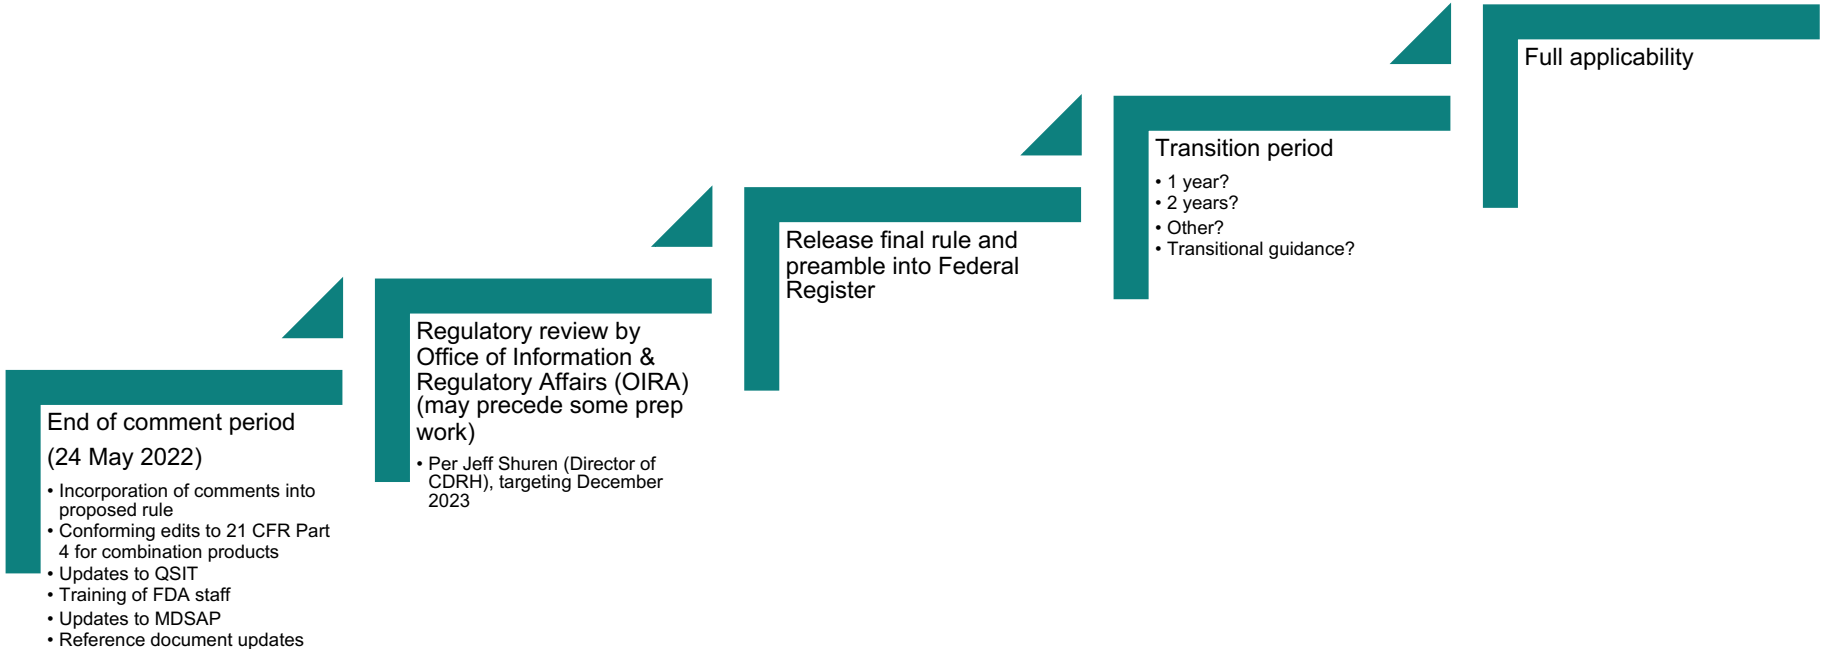 End of comment period
(24 May 2022)
• Incorporation of comments into
proposed rule
• Conforming edits to 21 CFR Part
4 for combination products
• Updates to QSIT
• Training of FDA staff
• Updates to MDSAP
• Reference document updates
Regulatory review by
Office of Information &
Regulatory Affairs (OIRA)
(may precede some prep
work)
• Per Jeff Shuren (Director of
CDRH), targeting December
2023
Release final rule and
preamble into Federal
Register
Transition period
• 1 year?
• 2 years?
• Other?
• Transitional guidance?
Full applicability